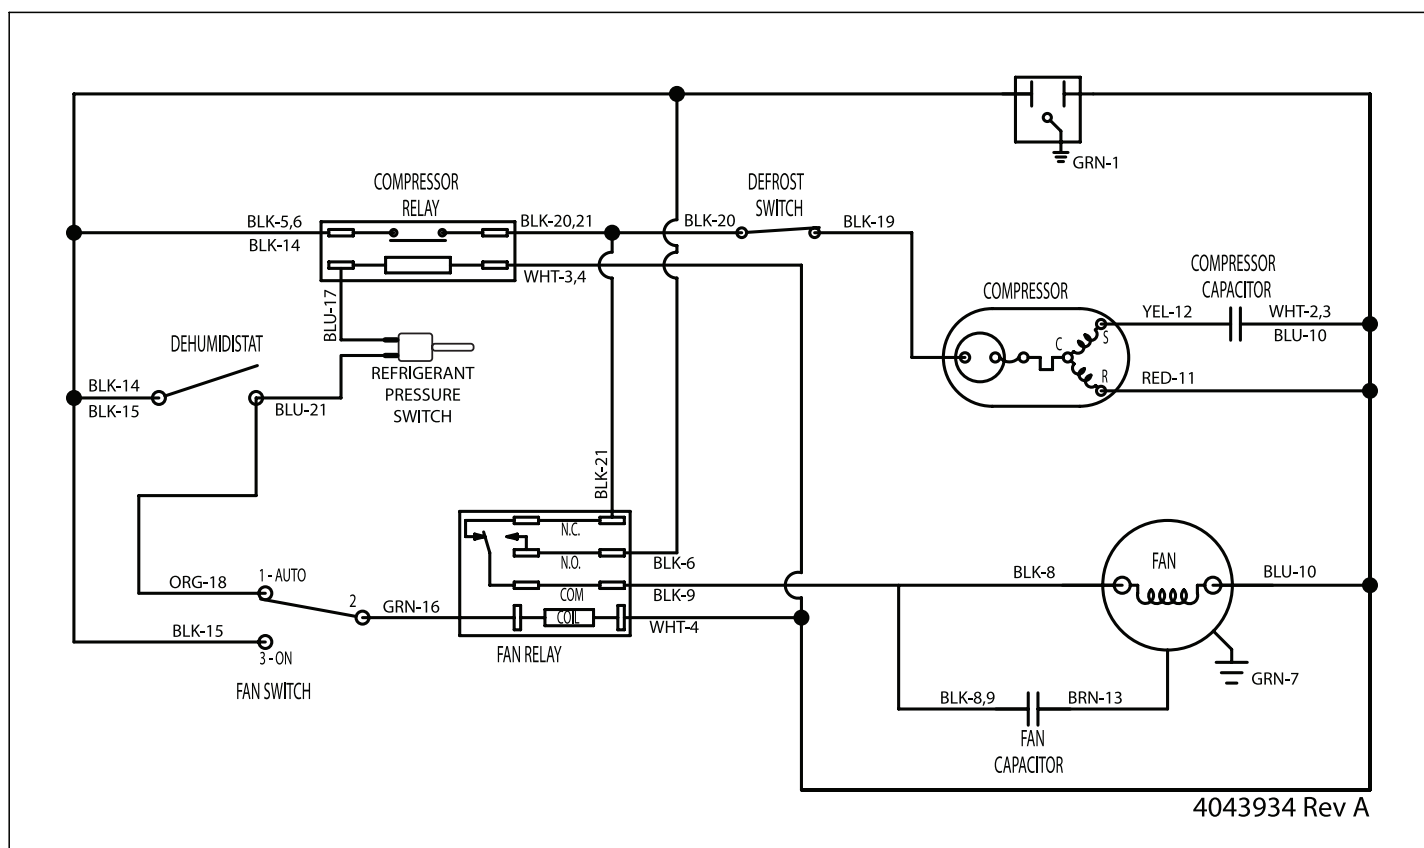 GRN-1
COMPRESSOR
RELAY
DEFROST
SWITCH
BLK-5,6
BLK-14
BLK-20,21
BLK-20
BLK-19
WHT-3,4
COMPRESSOR
CAPACITOR
BLU-17
COMPRESSOR
YEL-12
WHT-2,3
BLU-10
S
C
R
RED-11
DEHUMIDISTAT
REFRIGERANT
PRESSURE
SWITCH
BLK-14
BLK-15
BLU-21
BLK-21
N.C.
N.O.
BLK-6
COM
BLK-9
COIL
WHT-4
FAN RELAY
ORG-18
1 - AUTO
2
GRN-16
BLK-15
3 - ON
FAN SWITCH
BLK-8
FAN
BLU-10
GRN-7
BLK-8,9
BRN-13
FAN
CAPACITOR
4043934 Rev A